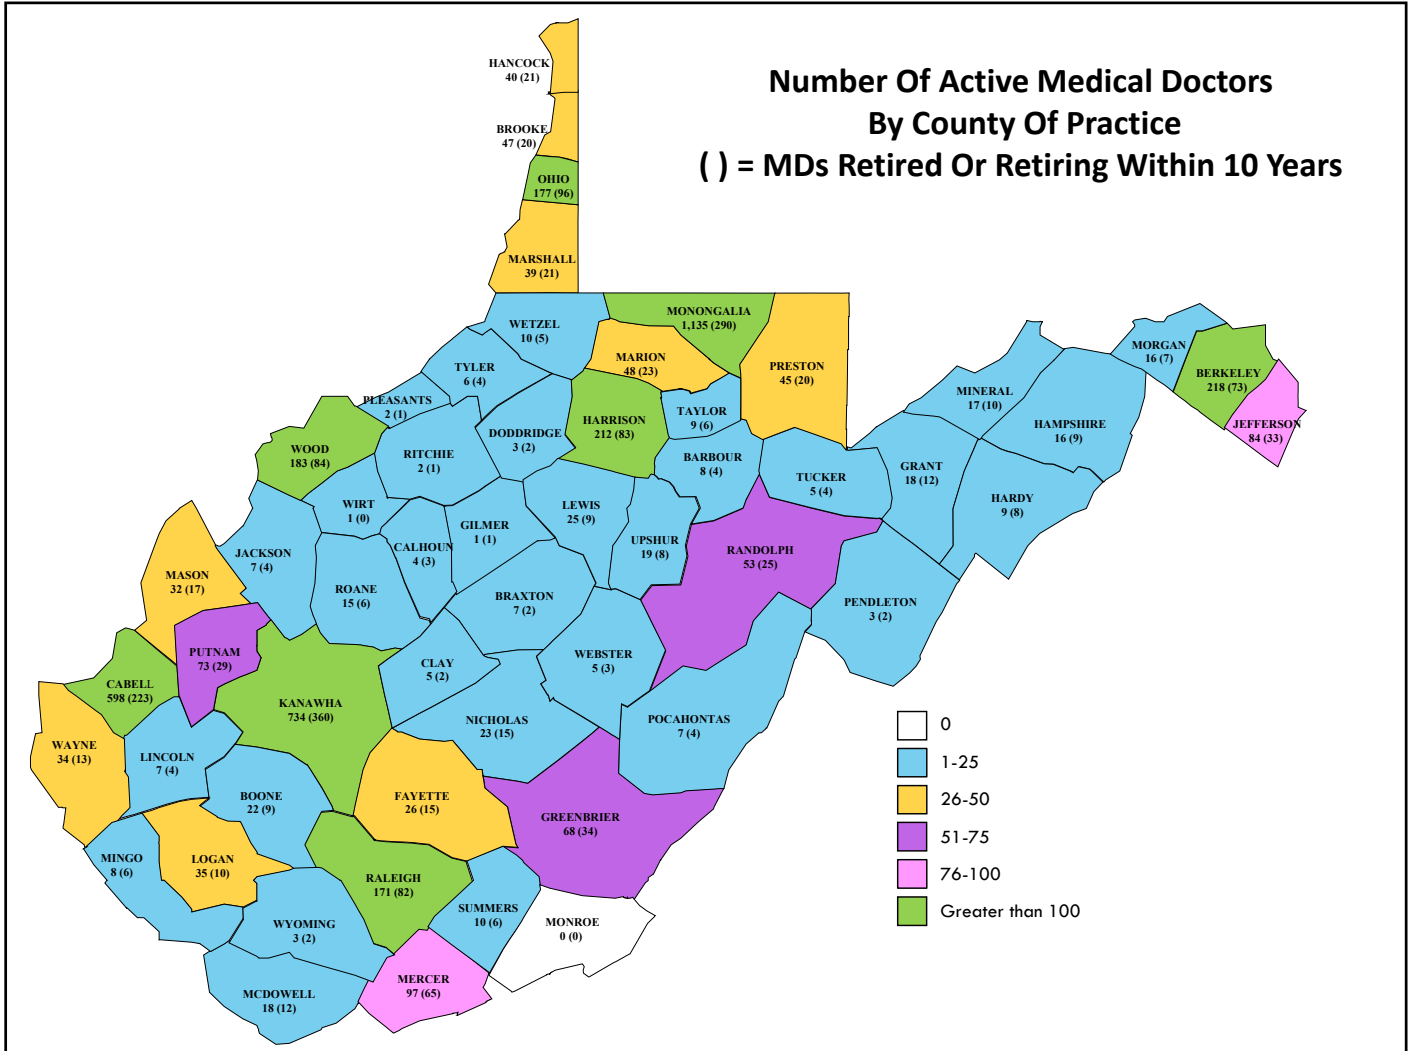 Number Of Active Medical Doctors
By County Of Practice
( ) = MDs Retired Or Retiring Within 10 Years
HANCOCK
40 (21)
BROOKE
47 (20)
OHIO
177 (96)
MARSHALL
39 (21)
WETZEL
10 (5)
MONONGALIA
1,135 (290)
MARION
48 (23)
PRESTON
45 (20)
TYLER
6 (4)
PLEASANTS
2 (1)
TAYLOR
9 (6)
MORGAN
16 (7)
BERKELEY
218 (73)
JEFFERSON
84 (33)
MINERAL
17 (10)
HAMPSHIRE
16 (9)
HARRISON
212 (83)
DODDRIDGE
3 (2)
WOOD
183 (84)
RITCHIE
2 (1)
BARBOUR
8 (4)
TUCKER
5 (4)
GRANT
18 (12)
HARDY
9 (8)
WIRT
1 (0)
LEWIS
25 (9)
GILMER
1 (1)
CALHOUN
4 (3)
UPSHUR
19 (8)
RANDOLPH
53 (25)
JACKSON
7 (4)
MASON
32 (17)
ROANE
15 (6)
BRAXTON
7 (2)
PENDLETON
3 (2)
PUTNAM
73 (29)
CLAY
5 (2)
WEBSTER
5 (3)
CABELL
598 (223)
KANAWHA
734 (360)
NICHOLAS
23 (15)
POCAHONTAS
7 (4)
WAYNE
34 (13)
LINCOLN
7 (4)
BOONE
22 (9)
FAYETTE
26 (15)
GREENBRIER
68 (34)
MINGO
8 (6)
LOGAN
35 (10)
RALEIGH
171 (82)
SUMMERS
10 (6)
MONROE
0 (0)
WYOMING
3 (2)
MERCER
97 (65)
MCDOWELL
18 (12)
0
1-25
26-50
51-75
76-100
Greater than 100